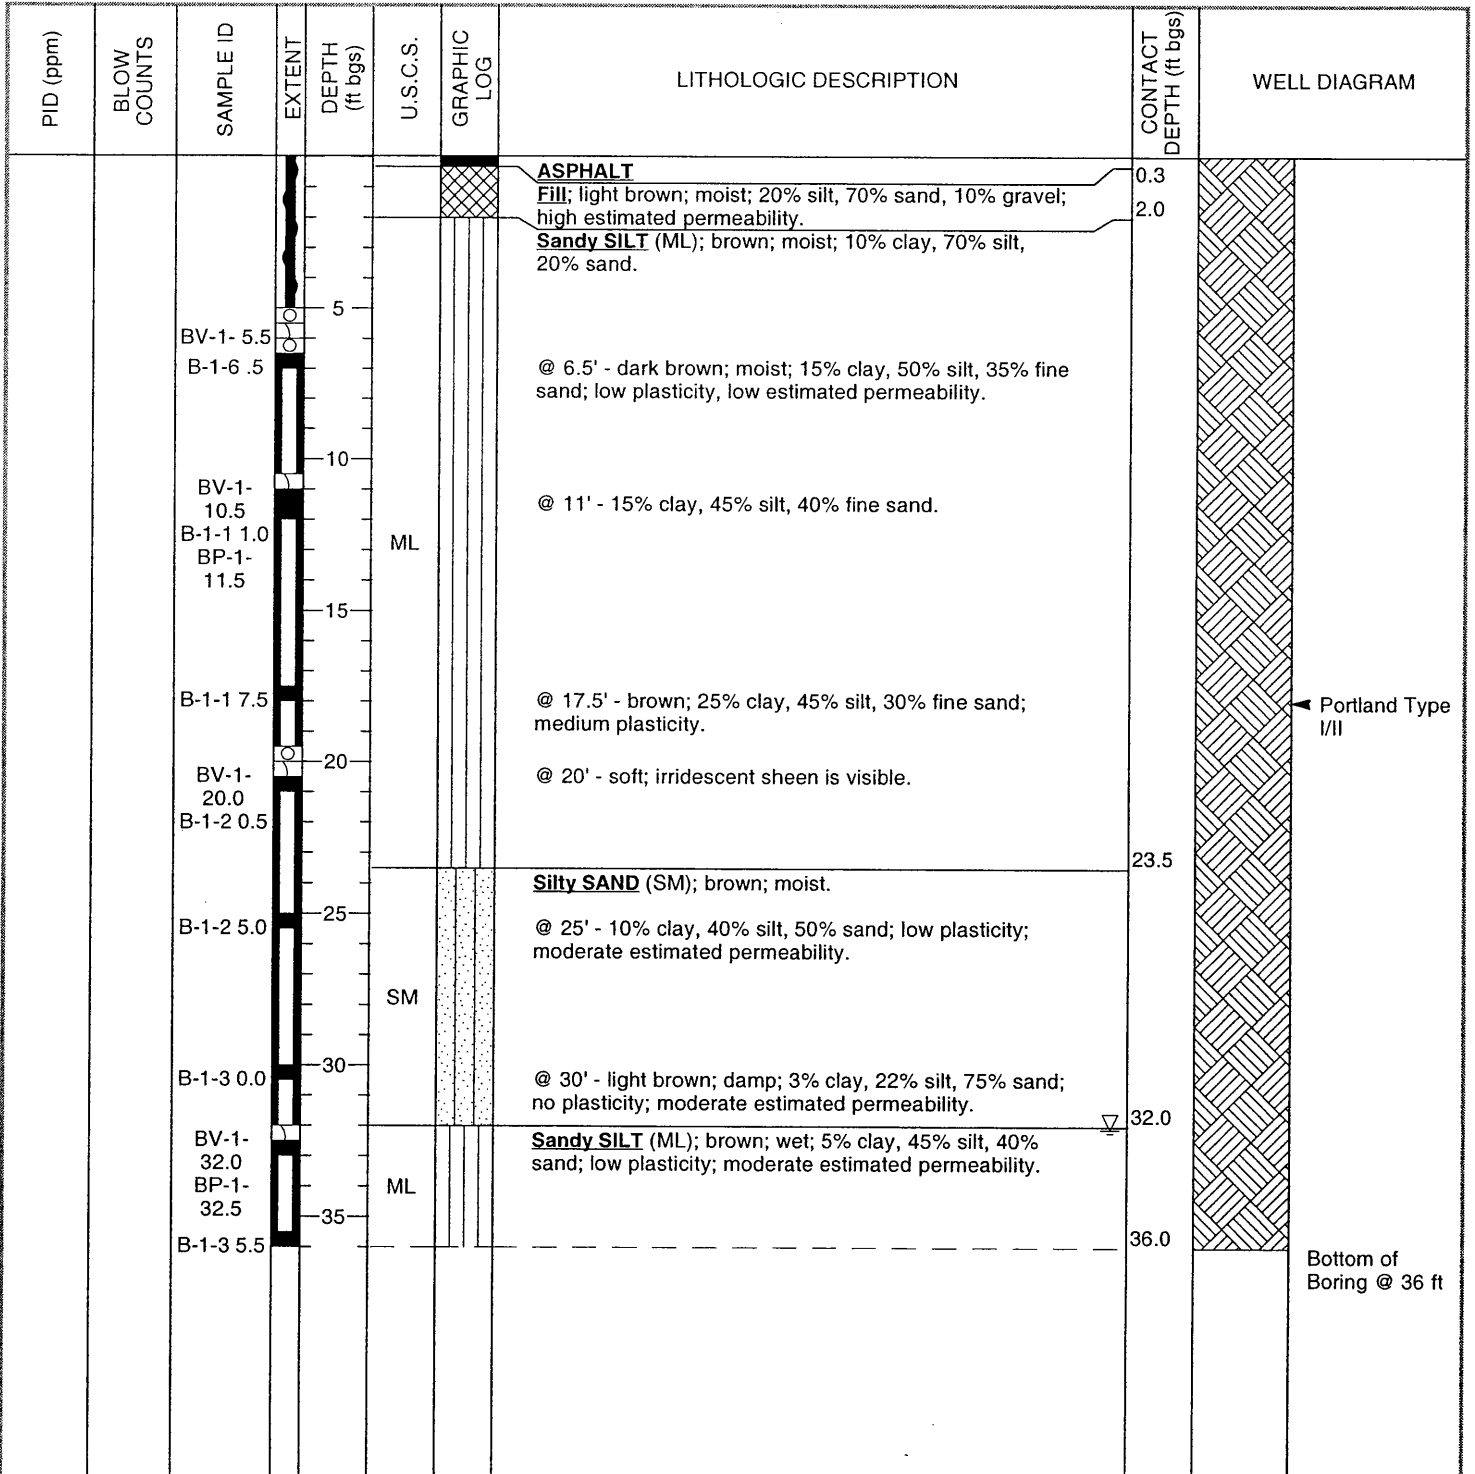 PID (ppm)
BLOW
COUNTS
SAMPLE ID
EXTENT
DEPTH
(ft bgs)
U.S.C.S.
GRAPHIC
LOG
LITHOLOGIC DESCRIPTION
CONTACT
DEPTH (ft bgs)
WELL DIAGRAM
ASPHALT
0.3
Fill; light brown; moist; 20% silt, 70% sand, 10% gravel;
high estimated permeability.
2.0
Sandy SILT (ML); brown; moist; 10% clay, 70% silt,
20% sand.
5
BV-1- 5.5
B-1-6 .5
@ 6.5' - dark brown; moist; 15% clay, 50% silt, 35% fine
sand; low plasticity, low estimated permeability.
10
BV-1-
10.5
B-1-1 1.0
BP-1-
11.5
@ 11' - 15% clay, 45% silt, 40% fine sand.
ML
15
B-1-1 7.5
@ 17.5' - brown; 25% clay, 45% silt, 30% fine sand;
medium plasticity.
Portland Type
I/II
20
BV-1-
20.0
B-1-2 0.5
@ 20' - soft; irridescent sheen is visible.
23.5
Silty SAND (SM); brown; moist.
25
B-1-2 5.0
@ 25' - 10% clay, 40% silt, 50% sand; low plasticity;
moderate estimated permeability.
SM
30
B-1-3 0.0
@ 30' - light brown; damp; 3% clay, 22% silt, 75% sand;
no plasticity; moderate estimated permeability.
32.0
BV-1-
32.0
BP-1-
32.5
Sandy SILT (ML); brown; wet; 5% clay, 45% silt, 40%
sand; low plasticity; moderate estimated permeability.
ML
35
B-1-3 5.5
36.0
Bottom of
Boring @ 36 ft